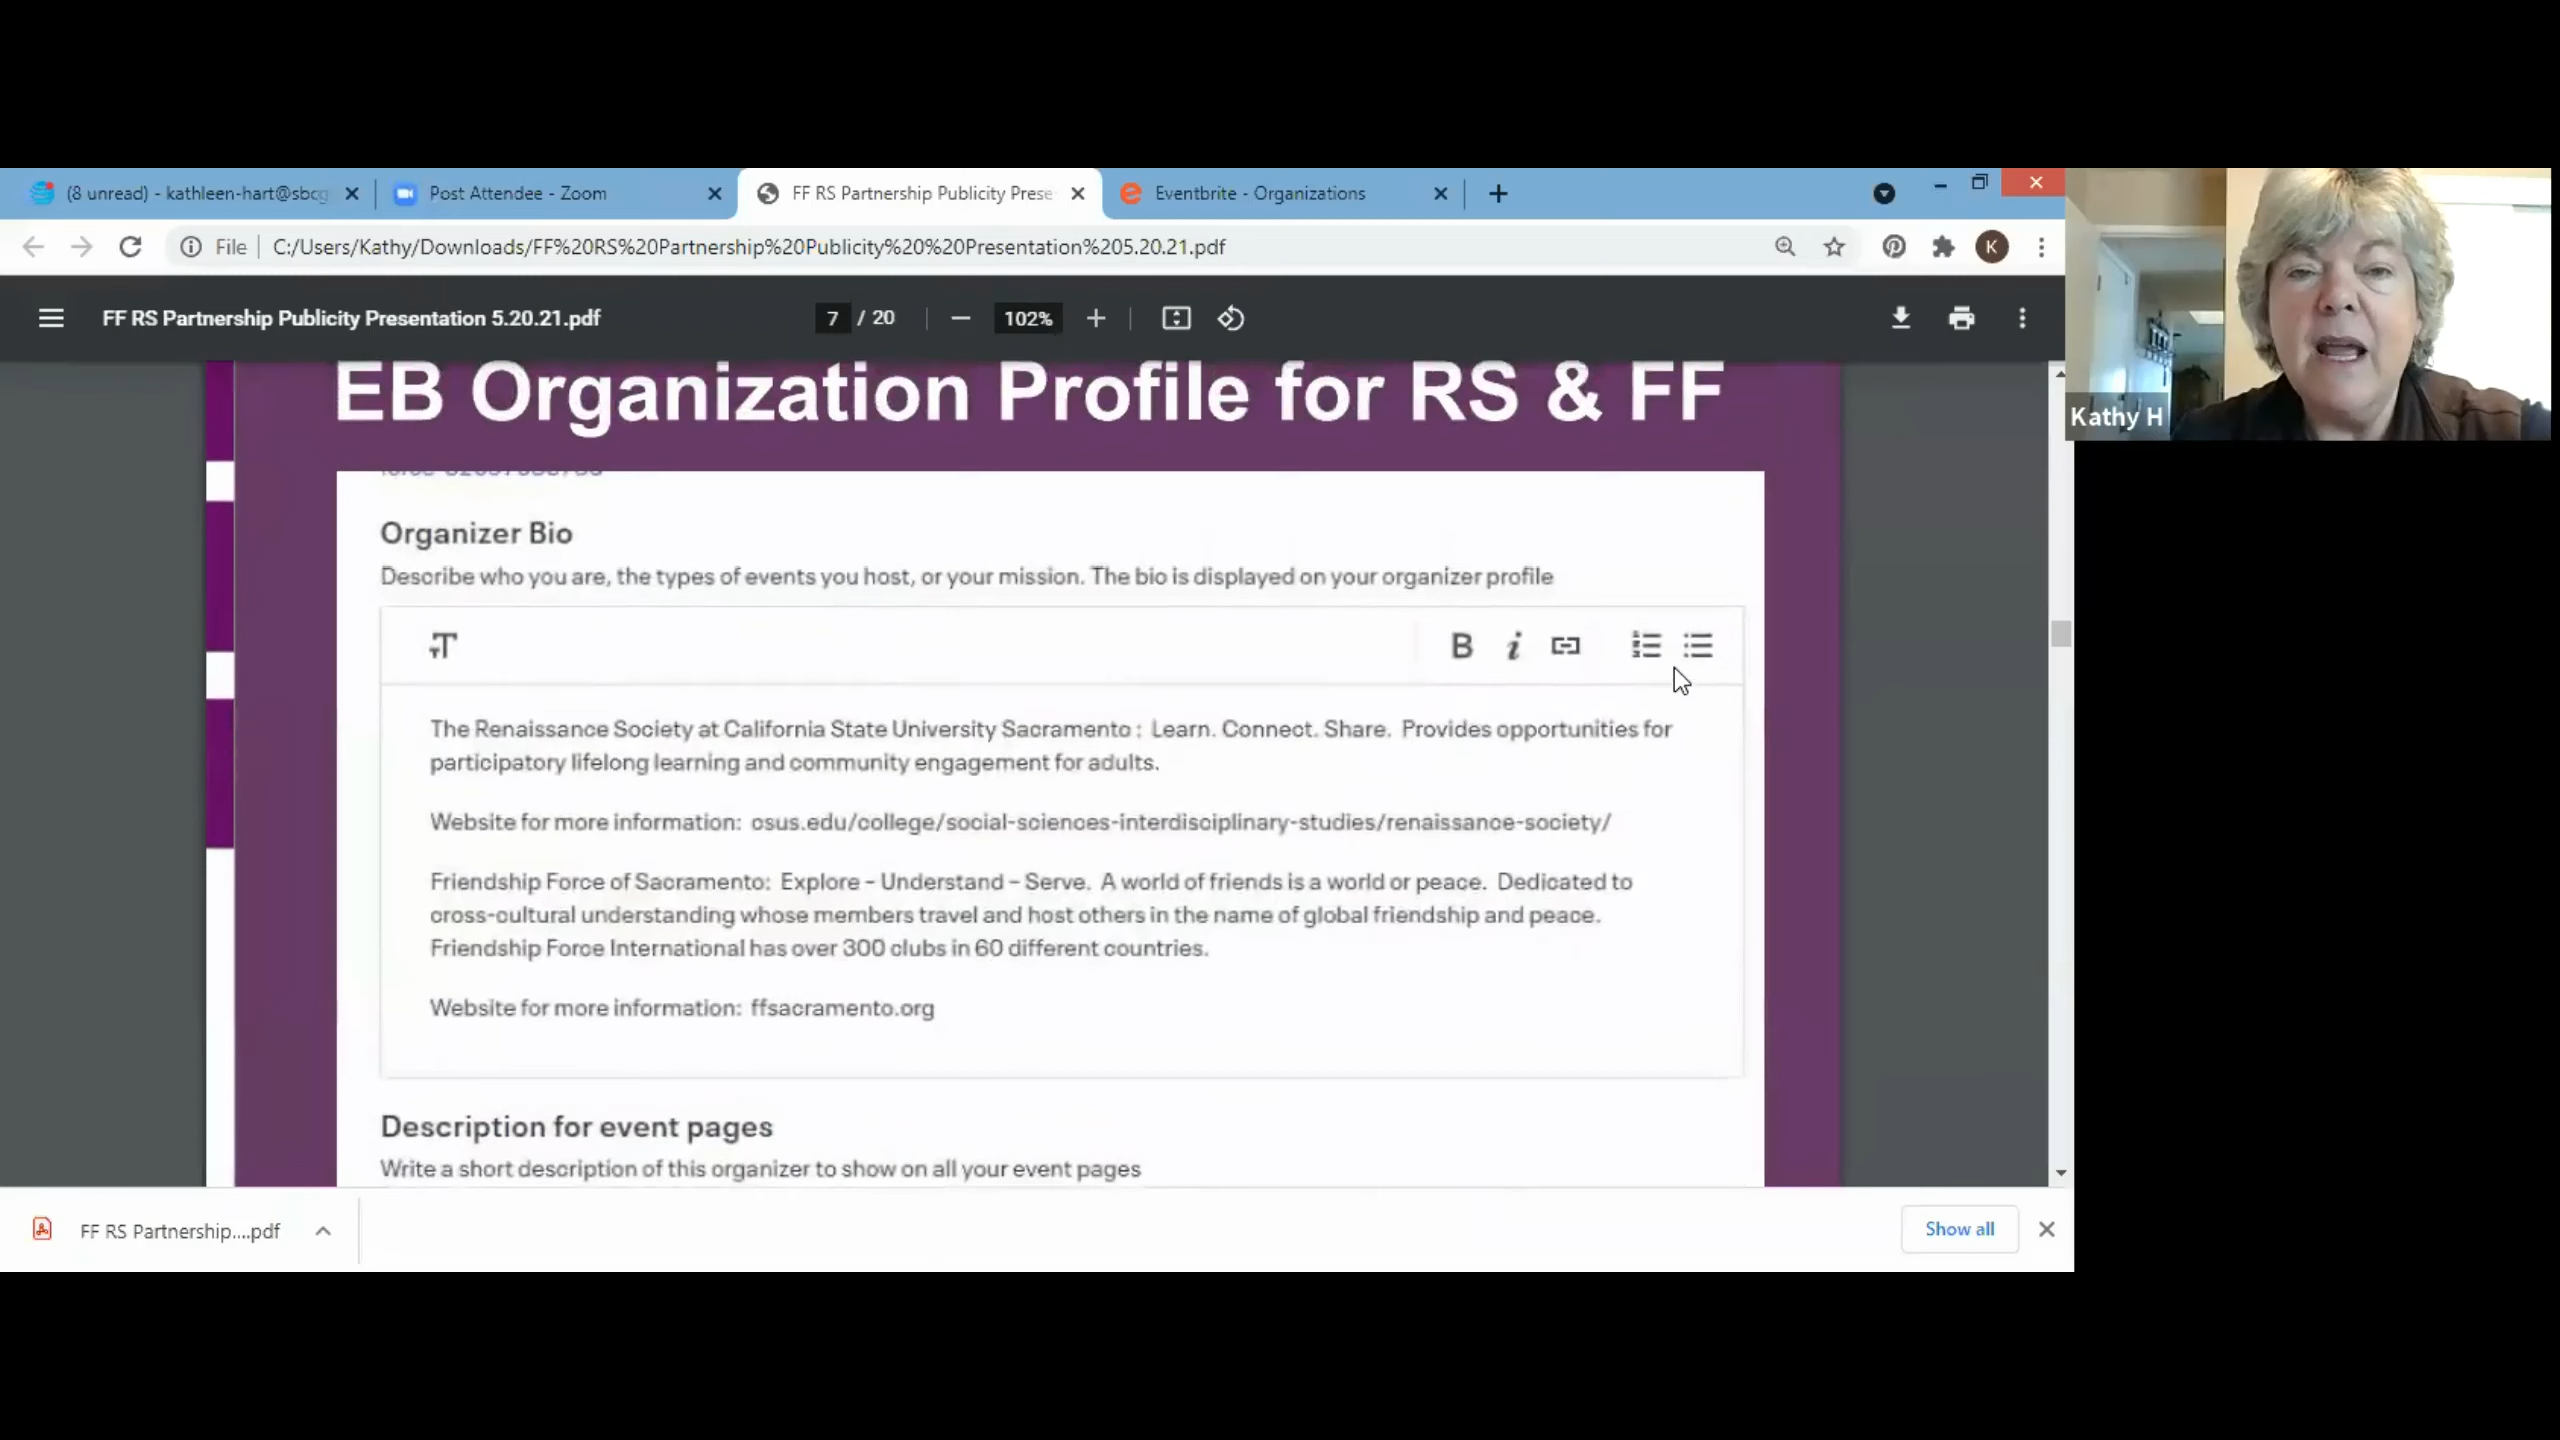 (8 unread) - kathleen-hart@sbcg
Post Attendee - Zoom
FF RS Partnership Publicity Prese
Eventbrite - Organizations
File
C:/Users/Kathy/Downloads/FF%20RS%20Partnership%20Publicity%20%20Presentation%205.20.21.pdf
K
FF RS Partnership Publicity Presentation 5.20.21.pdf
7 / 20
102%
Kathy H
EB Organization Profile for RS & FF
Organizer Bio
Describe who you are, the types of events you host, or your mission. The bio is displayed on your organizer profile
B i
The Renaissance Society at California State University Sacramento : Learn. Connect. Share. Provides opportunities for
participatory lifelong learning and community engagement for adults.
Website for more information: csus.edu/college/social-sciences-interdisciplinary-studies/renaissance-society/
Friendship Force of Sacramento: Explore - Understand - Serve. A world of friends is a world or peace. Dedicated to
cross-cultural understanding whose members travel and host others in the name of global friendship and peace.
Friendship Force International has over 300 clubs in 60 different countries.
Website for more information: ffsacramento.org
Description for event pages
Write a short description of this organizer to show on all your event pages
FF RS Partnership....pdf
Show all